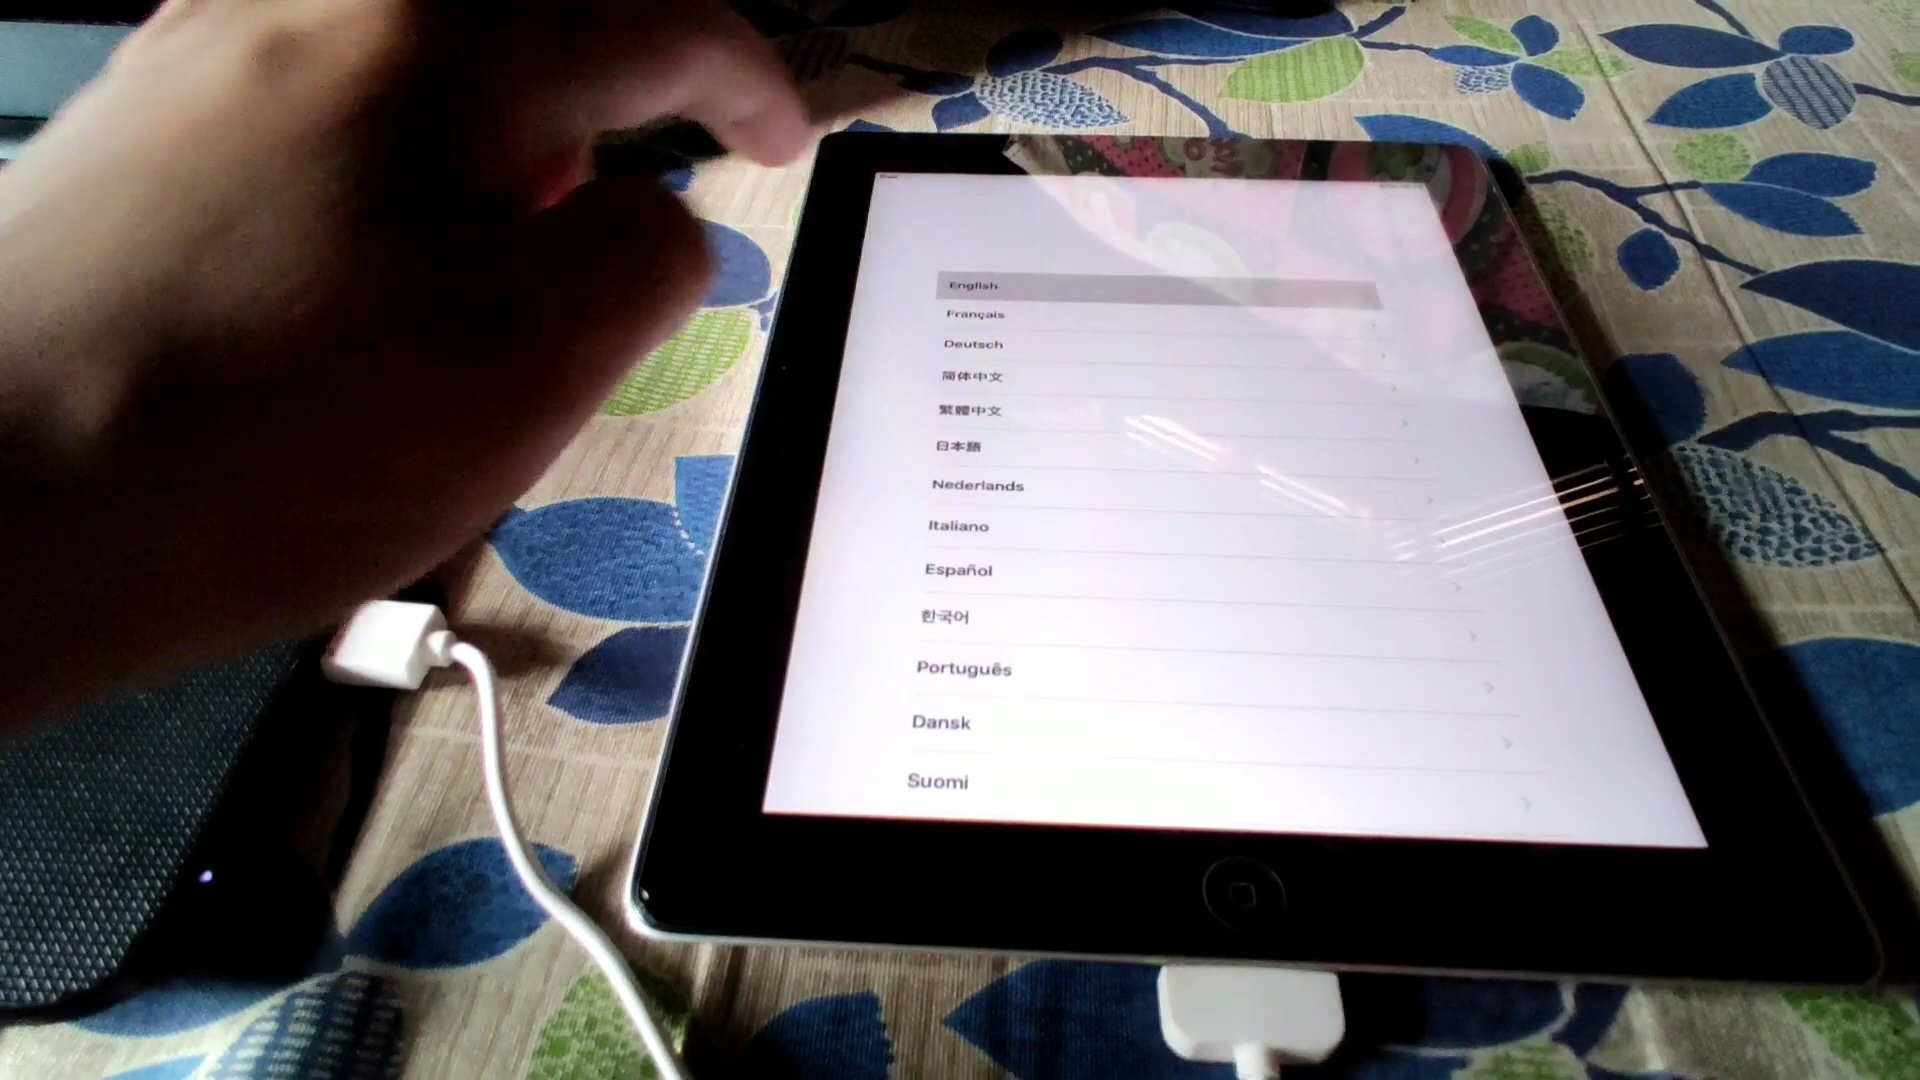 English
Français
Deutsch
简体中文
繁體中文
日本語
Nederlands
Italiano
Español
한국어
Português
Dansk
Suomi